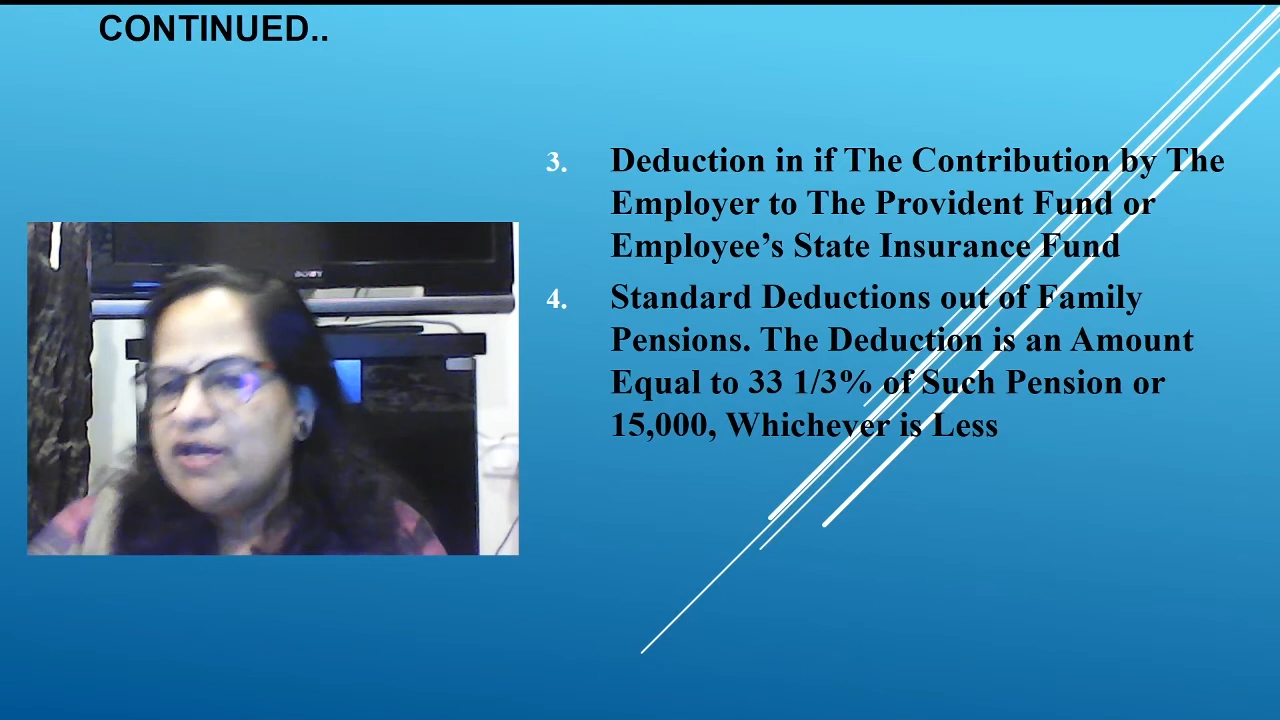 CONTINUED..
3. Deduction in if The Contribution by The
Employer to The Provident Fund or
Employee’s State Insurance Fund
4. Standard Deductions out of Family
Pensions. The Deduction is an Amount
Equal to 33 1/3% of Such Pension or
15,000, Whichever is Less
SONY